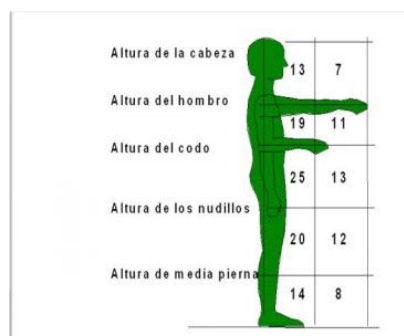 Altura de la cabeza
13 7
Altura del hombro
19 11
Altura del codo
25 13
Altura de los nudillos
20 12
Altura de media pierna
14 8